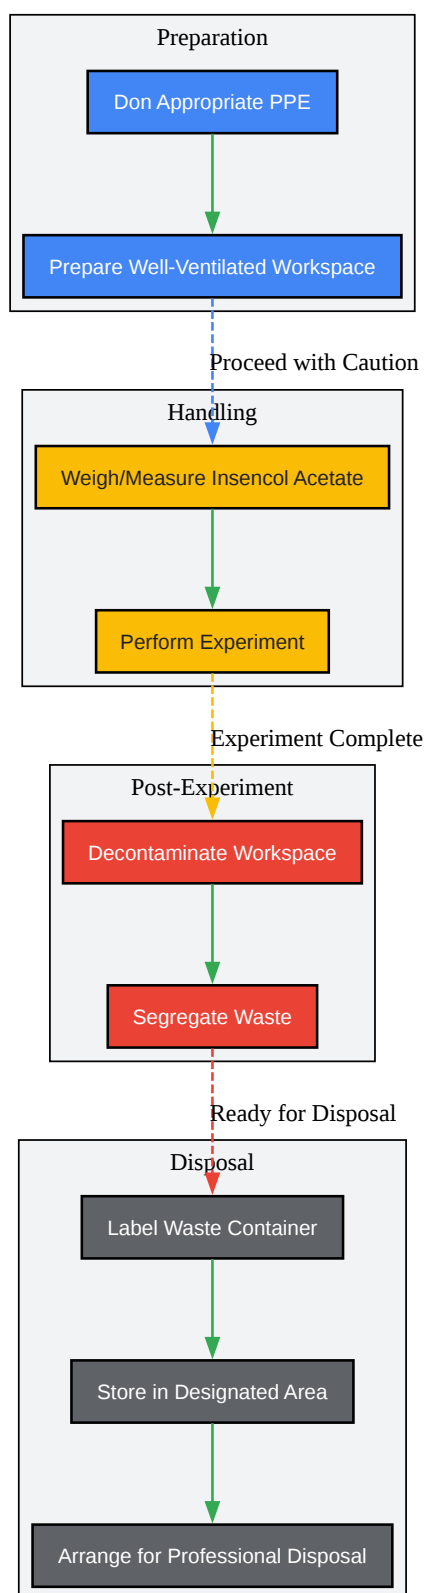 Preparation
Don Appropriate PPE
Prepare Well-Ventilated Workspace
Proceed with Caution
Handling
Weigh/Measure Insencol Acetate
Perform Experiment
Experiment Complete
Post-Experiment
Decontaminate Workspace
Segregate Waste
Ready for Disposal
Disposal
Label Waste Container
Store in Designated Area
Arrange for Professional Disposal